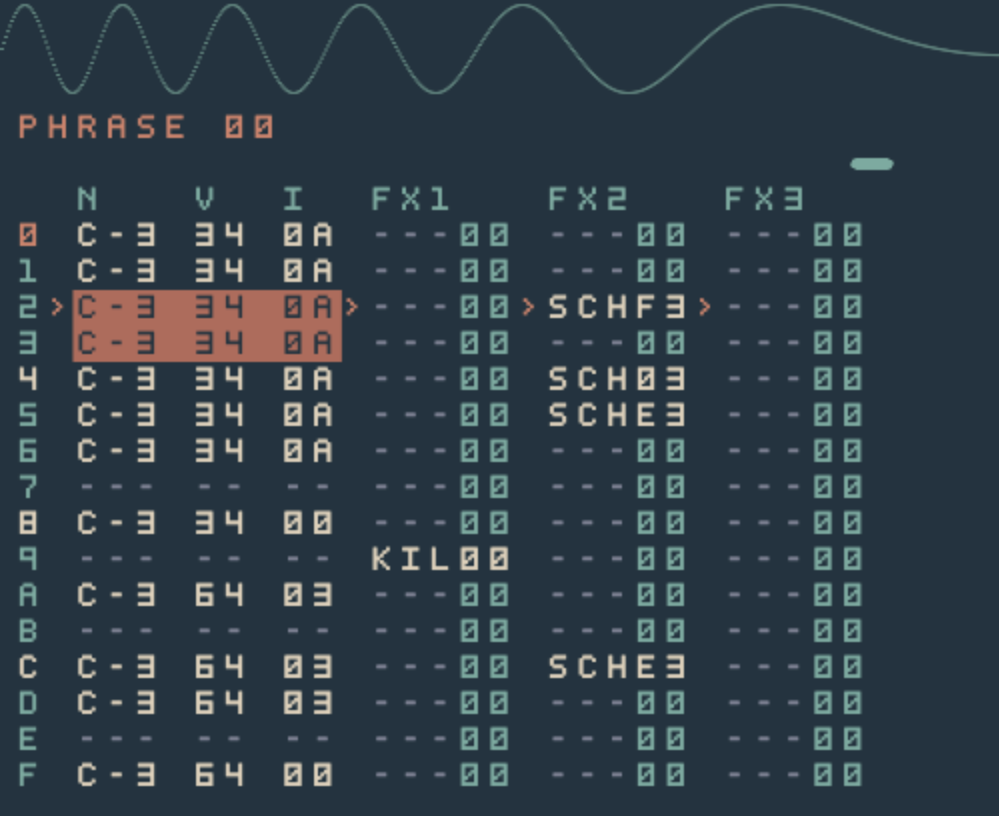 PHRASE 00
N V I FX1 FX2 FX3
0 C-3 34 0A ---00 ---00 ---00
1 C-3 34 0A ---00 ---00 ---00
2 >C-3 34 0A> ---00 >SCHF3 > ---00
3 C-3 34 0A ---00 ---00 ---00
4 C-3 34 0A ---00 SCH03 ---00
5 C-3 34 0A ---00 SCHE3 ---00
6 C-3 34 0A ---00 ---00 ---00
7 --- -- -- ---00 ---00 ---00
8 C-3 34 00 ---00 ---00 ---00
9 --- -- -- KIL00 ---00 ---00
A C-3 64 03 ---00 ---00 ---00
B --- -- -- ---00 ---00 ---00
C C-3 64 03 ---00 SCHE3 ---00
D C-3 64 03 ---00 ---00 ---00
E --- -- -- ---00 ---00 ---00
F C-3 64 00 ---00 ---00 ---00